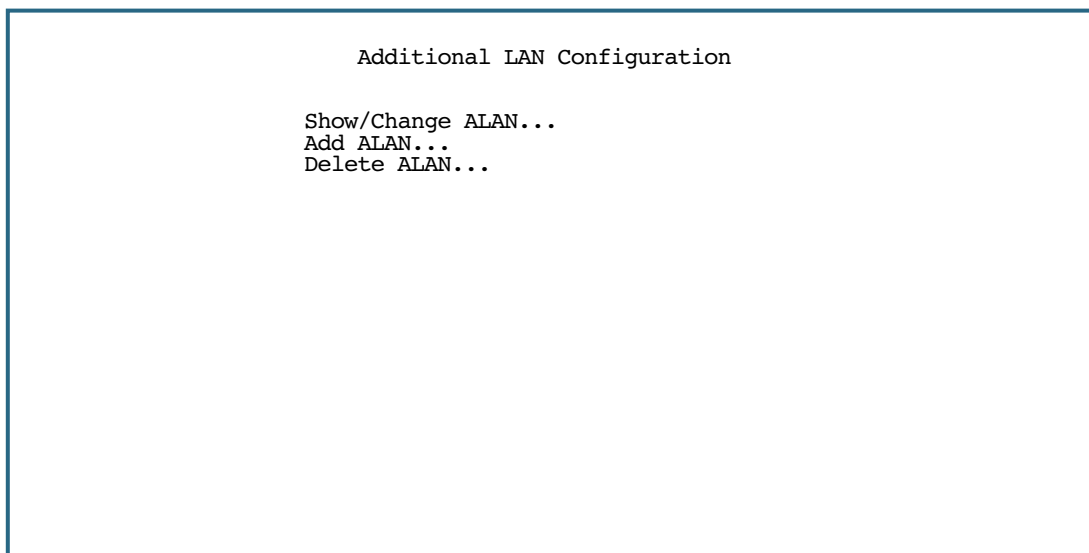 Additional LAN Configuration
Show/Change ALAN...
Add ALAN...
Delete ALAN...